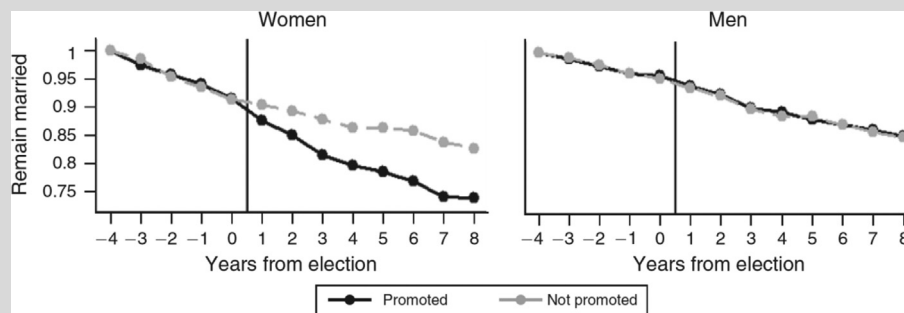 Women
Men
Remain married
1
0.95
0.9
0.85
0.8
0.75
−4 −3 −2 −1 0 1 2 3 4 5 6 7 8
−4 −3 −2 −1 0 1 2 3 4 5 6 7 8
Years from election
Years from election
Promoted
Not promoted